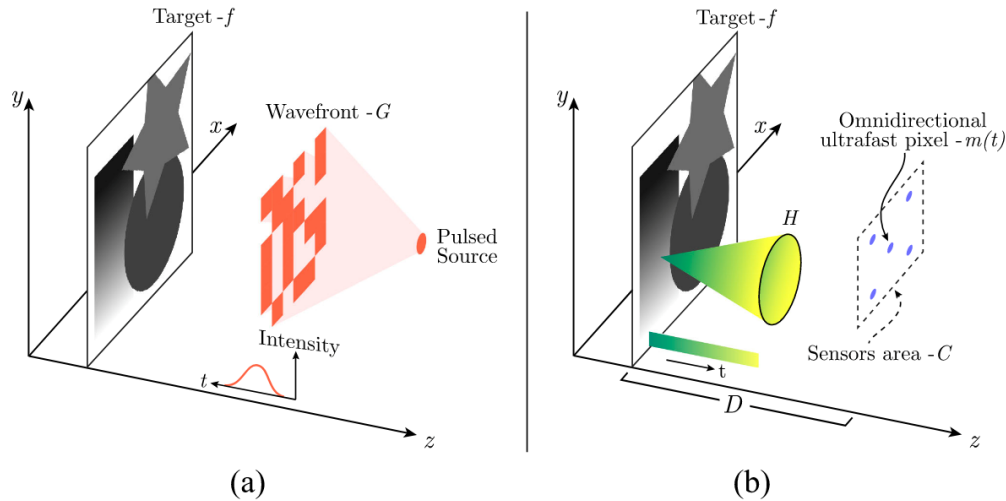 Target - f
y
x
Wavefront - G
Pulsed
Source
Intensity
t
z
(a)
Target - f
y
x
Omnidirectional
ultrafast pixel - m(t)
H
Sensors area - C
t
D
z
(b)